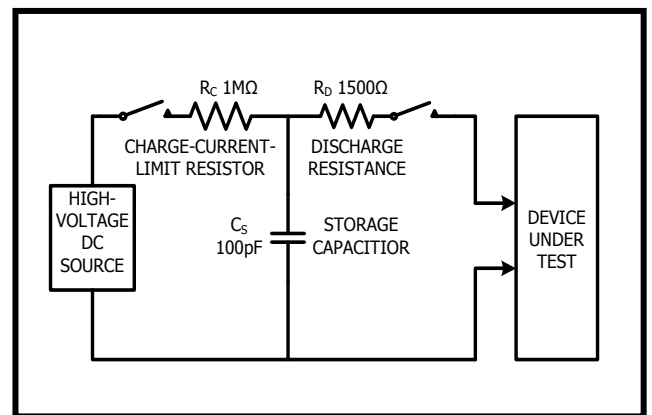 R_C 1MΩ
R_D 1500Ω
CHARGE-CURRENT-
LIMIT RESISTOR
DISCHARGE
RESISTANCE
HIGH-
VOLTAGE
DC
SOURCE
C_S
100pF
STORAGE
CAPACITIOR
DEVICE
UNDER
TEST